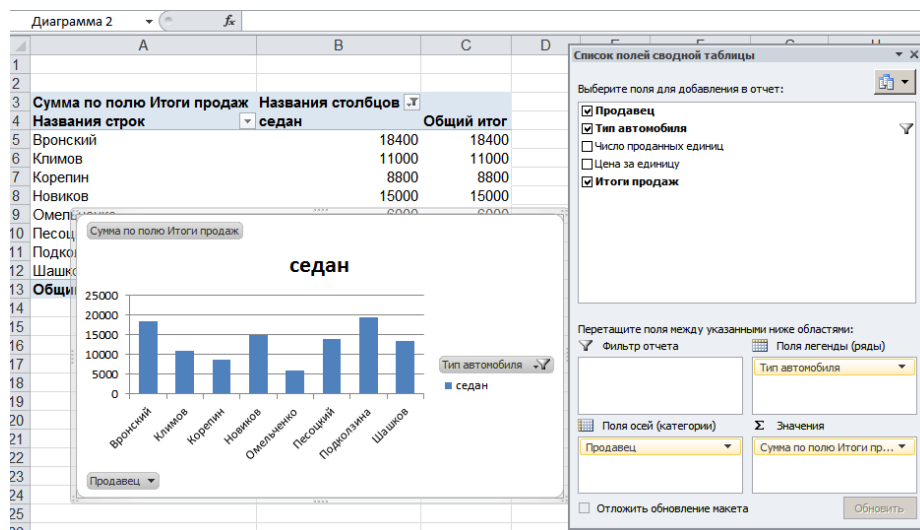 Диаграмма 2 fx
A B C D
1
2
3 Сумма по полю Итоги продаж Названия столбцов
4 Названия строк седан Общий итог
5 Вронский 18400 18400
6 Климов 11000 11000
7 Корепин 8800 8800
8 Новиков 15000 15000
9
10
11
12
13
14
15
16
17
18
19
20
21
22
23
24
25
Сумма по полю Итоги продаж
седан
25000
20000
15000
10000
5000
0
Вронский Климов Корепин Новиков Омельченко Песоцкий Подколзина Шашков
Тип автомобиля
седан
Продавец
Список полей сводной таблицы
Выберите поля для добавления в отчет:
Продавец
Тип автомобиля
Число проданных единиц
Цена за единицу
Итоги продаж
Перетащите поля между указанными ниже областями:
Фильтр отчета Поля легенды (ряды)
Тип автомобиля
Поля осей (категории) Σ Значения
Продавец Сумма по полю Итоги пр...
Отложить обновление макета Обновить